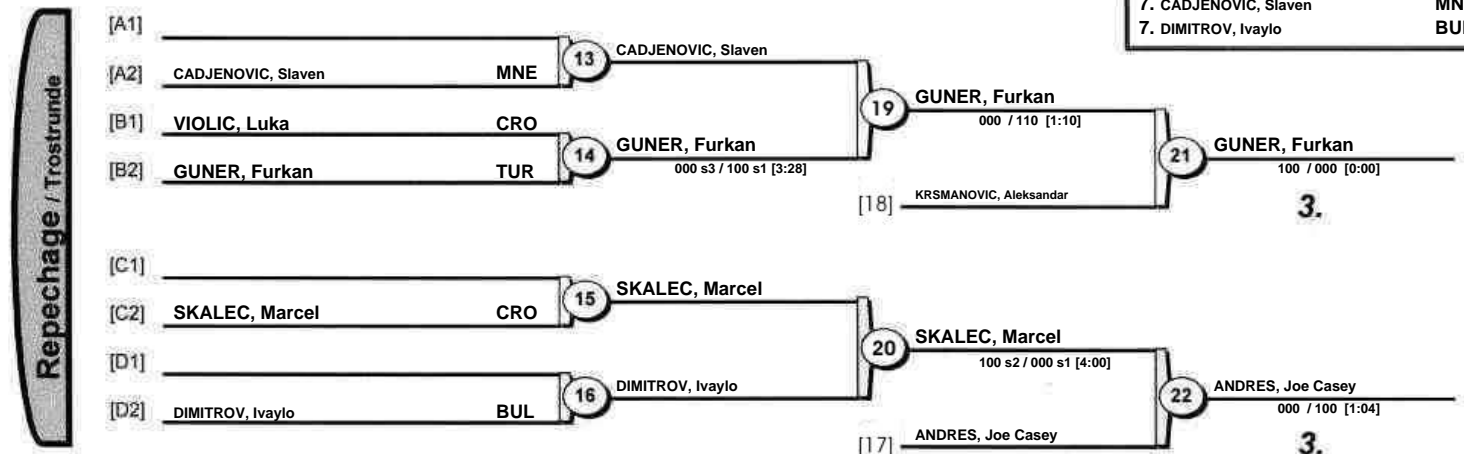 7. CADJENOVIC, Slaven
7. DIMITROV, Ivaylo BUL
Repechage / Trostrunde
[A1]
[A2] CADJENOVIC, Slaven MNE
13 CADJENOVIC, Slaven
[B1] VIOLIC, Luka CRO
[B2] GUNER, Furkan TUR
14 GUNER, Furkan
000 s3 / 100 s1 [3:28]
19 GUNER, Furkan
000 / 110 [1:10]
[18] KRSMANOVIC, Aleksandar
21 GUNER, Furkan
100 / 000 [0:00]
3.
[C1]
[C2] SKALEC, Marcel CRO
15 SKALEC, Marcel
[D1]
[D2] DIMITROV, Ivaylo BUL
16 DIMITROV, Ivaylo
20 SKALEC, Marcel
100 s2 / 000 s1 [4:00]
[17] ANDRES, Joe Casey
22 ANDRES, Joe Casey
000 / 100 [1:04]
3.